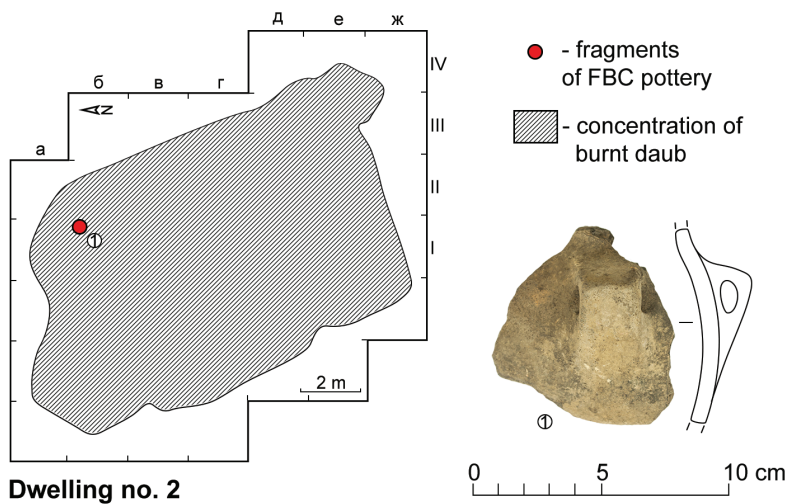 д е ж
б в г
а
N
IV
III
II
I
①
2 m
Dwelling no. 2
- fragments
of FBC pottery
- concentration of
burnt daub
①
0 5 10 cm